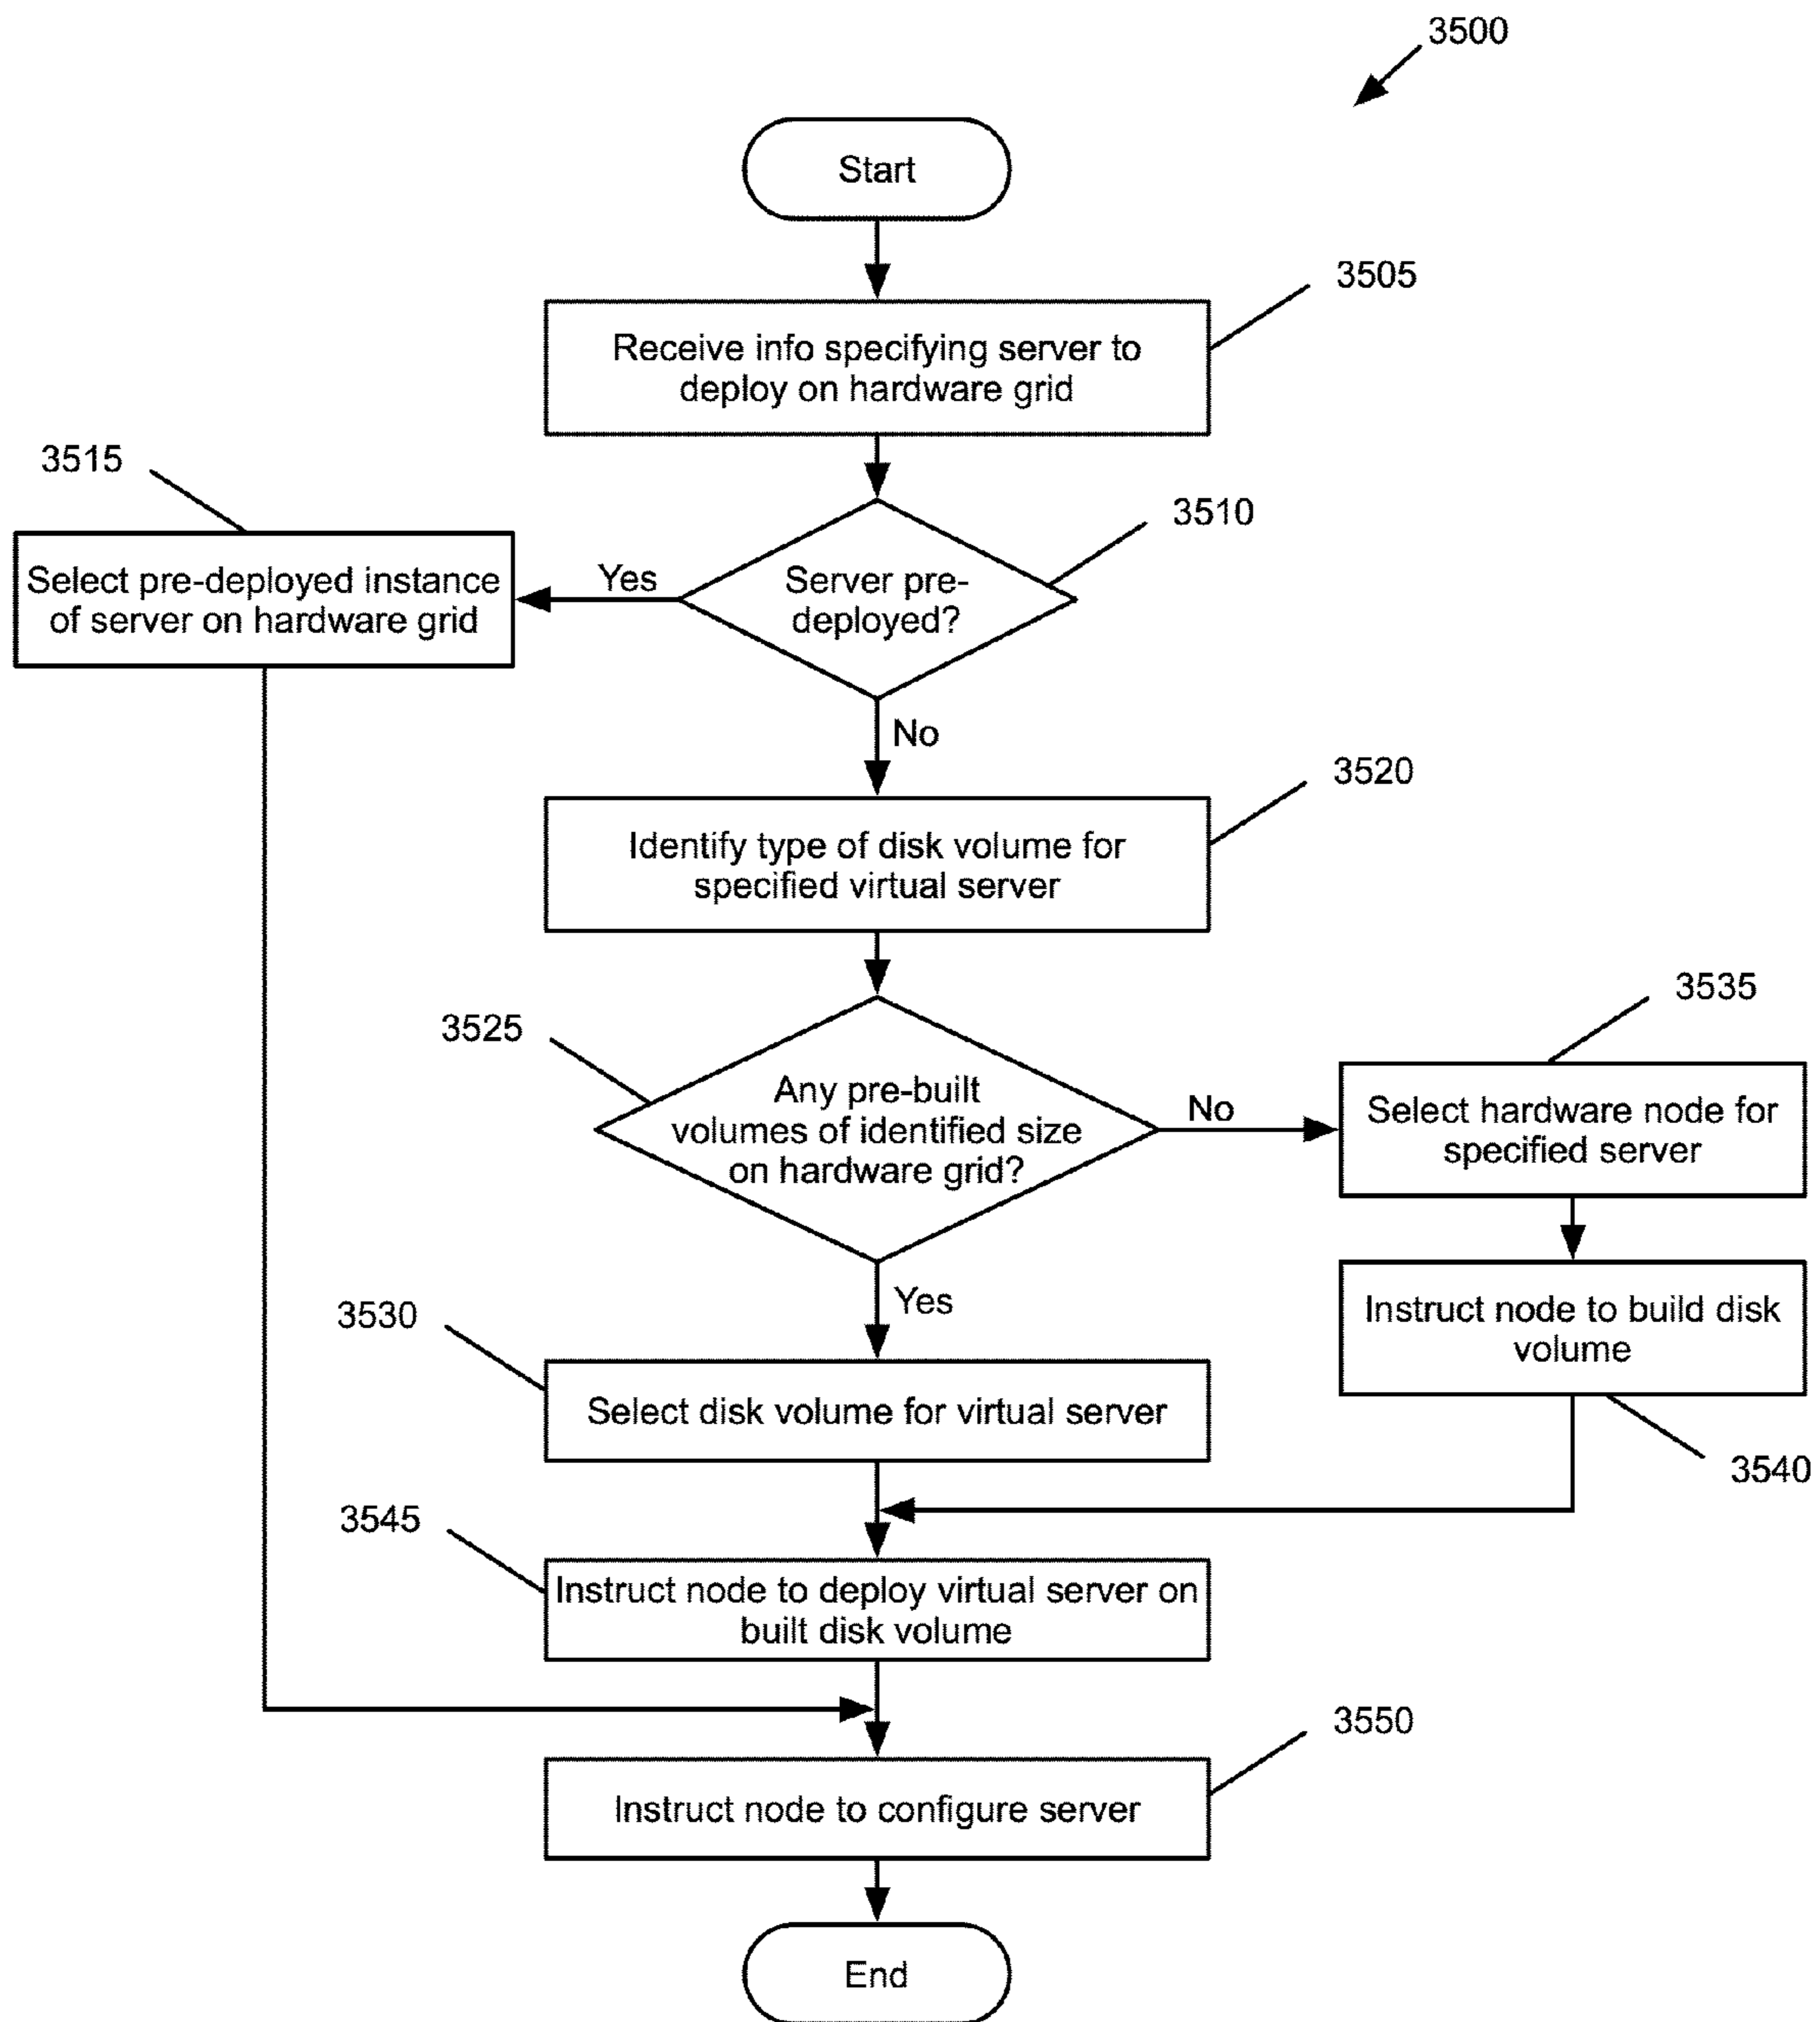 3500
Start
3505
Receive info specifying server to
deploy on hardware grid
3515
3510
Select pre-deployed instance
of server on hardware grid
Yes
Server pre-
deployed?
No
3520
Identify type of disk volume for
specified virtual server
3525
3535
Any pre-built
volumes of identified size
on hardware grid?
No
Select hardware node for
specified server
Yes
Instruct node to build disk
volume
3530
Select disk volume for virtual server
3540
3545
Instruct node to deploy virtual server on
built disk volume
3550
Instruct node to configure server
End